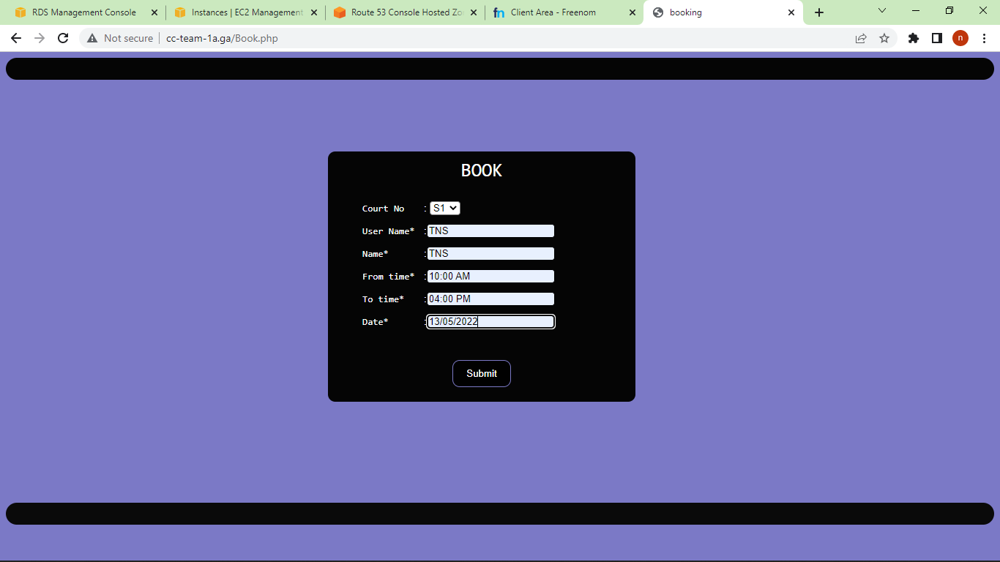 RDS Management Console
Instances | EC2 Management
Route 53 Console Hosted Zo
Client Area - Freenom
booking
Not secure
cc-team-1a.ga/Book.php
n
BOOK
Court No : S1
User Name* :TNS
Name* :TNS
From time* :10:00 AM
To time* :04:00 PM
Date* :13/05/2022
Submit